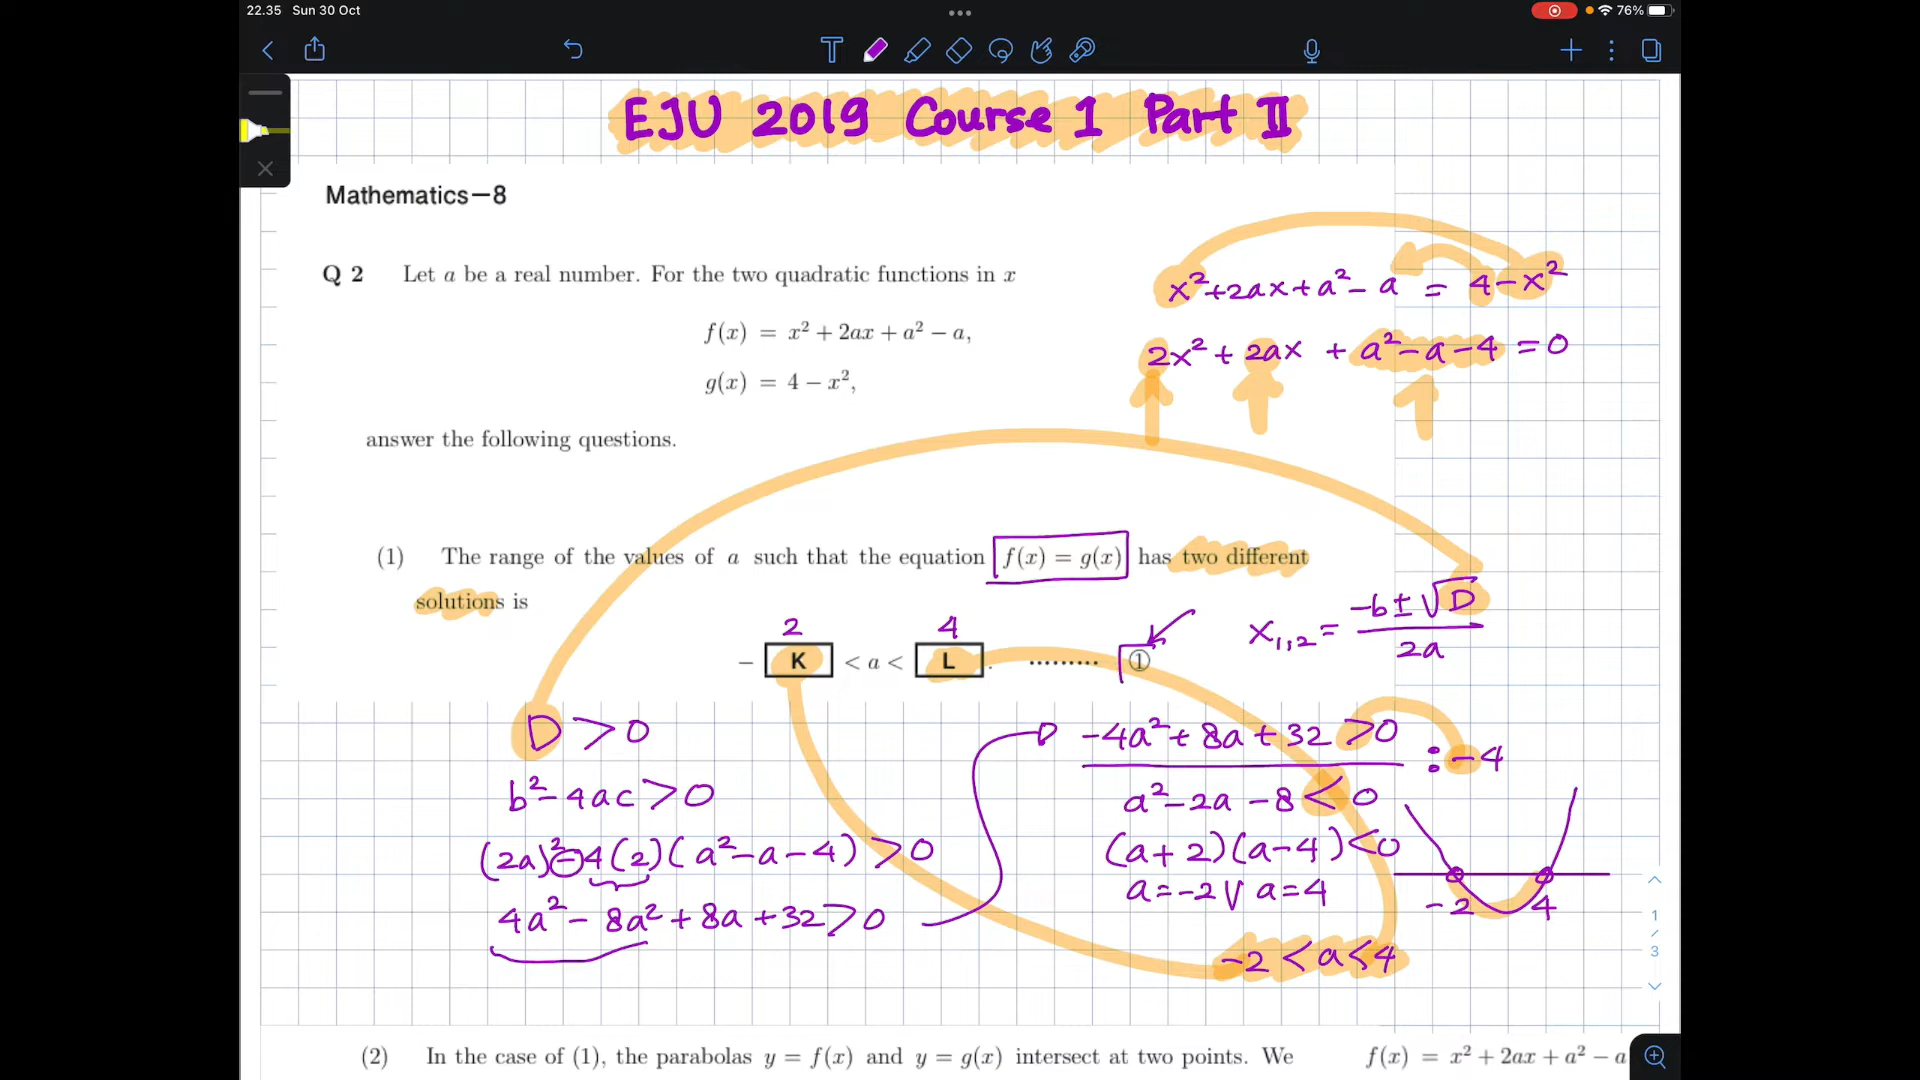 22.35 Sun 30 Oct
76%
EJU 2019 Course 1 Part II
Mathematics—8
Q 2 Let a be a real number. For the two quadratic functions in x
f(x) = x² + 2ax + a² − a,
g(x) = 4 − x²,
answer the following questions.
x²+2ax+a²−a = 4−x²
2x²+2ax + a²−a−4 = 0
(1) The range of the values of a such that the equation f(x) = g(x) has two different
solutions is
2 4
− K < a < L . ········· ①
x₁,₂ = (−b±√D)/2a
D > 0
b²−4ac > 0
(2a)²−4(2)(a²−a−4) > 0
4a²−8a²+8a+32 > 0
−4a²+8a+32 > 0 : −4
a²−2a−8 < 0
(a+2)(a−4) < 0
a=−2 V a=4
−2 4
−2 < a < 4
1
/
3
(2) In the case of (1), the parabolas y = f(x) and y = g(x) intersect at two points. We
f(x) = x² + 2ax + a² − a